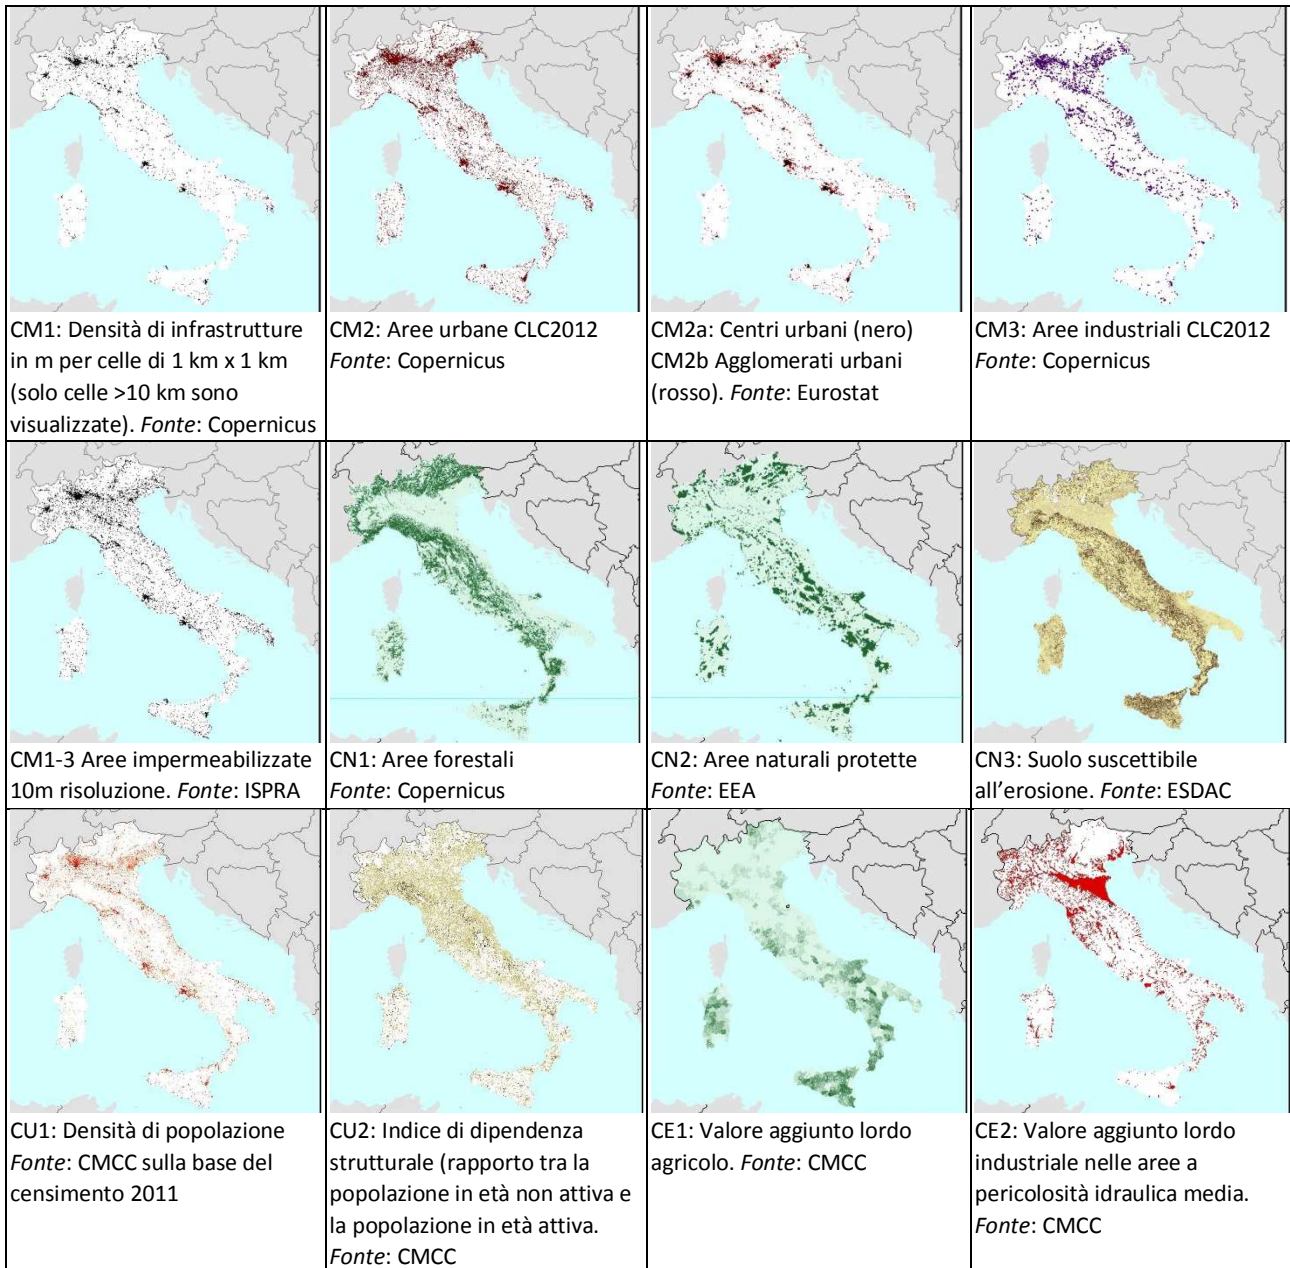 CM1: Densità di infrastrutture
in m per celle di 1 km x 1 km
(solo celle >10 km sono
visualizzate). Fonte: Copernicus
CM2: Aree urbane CLC2012
Fonte: Copernicus
CM2a: Centri urbani (nero)
CM2b Agglomerati urbani
(rosso). Fonte: Eurostat
CM3: Aree industriali CLC2012
Fonte: Copernicus
CM1-3 Aree impermeabilizzate
10m risoluzione. Fonte: ISPRA
CN1: Aree forestali
Fonte: Copernicus
CN2: Aree naturali protette
Fonte: EEA
CN3: Suolo suscettibile
all'erosione. Fonte: ESDAC
CU1: Densità di popolazione
Fonte: CMCC sulla base del
censimento 2011
CU2: Indice di dipendenza
strutturale (rapporto tra la
popolazione in età non attiva e
la popolazione in età attiva.
Fonte: CMCC
CE1: Valore aggiunto lordo
agricolo. Fonte: CMCC
CE2: Valore aggiunto lordo
industriale nelle aree a
pericolosità idraulica media.
Fonte: CMCC